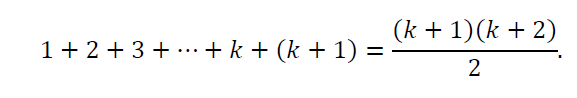 1 + 2 + 3 + ⋯ + k + (k + 1) = (k + 1)(k + 2) / 2.